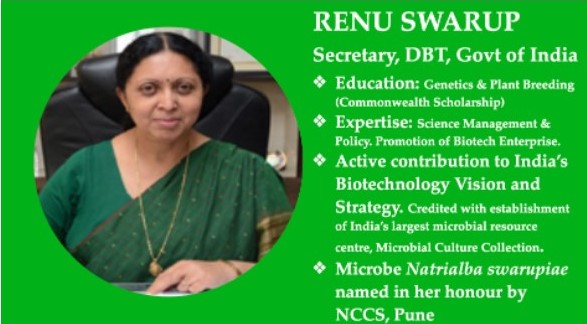 RENU SWARUP
Secretary, DBT, Govt of India
❖ Education: Genetics & Plant Breeding
(Commonwealth Scholarship)
❖ Expertise: Science Management &
Policy. Promotion of Biotech Enterprise.
❖ Active contribution to India's
Biotechnology Vision and
Strategy. Credited with establishment
of India's largest microbial resource
centre, Microbial Culture Collection.
❖ Microbe Natrialba swarupiae
named in her honour by
NCCS, Pune